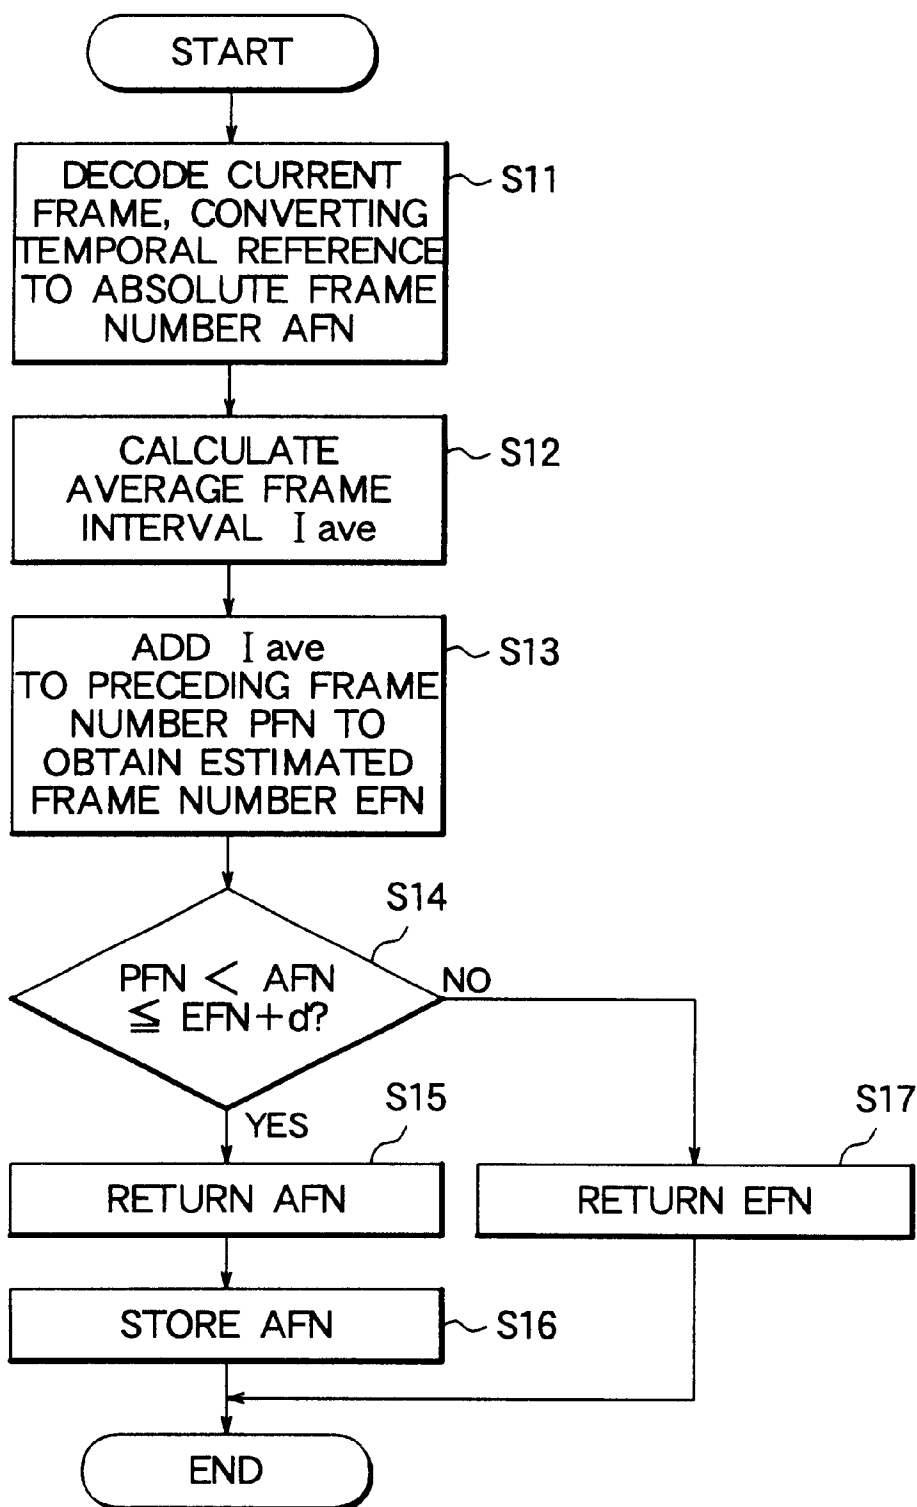 START
DECODE CURRENT
FRAME, CONVERTING
TEMPORAL REFERENCE
TO ABSOLUTE FRAME
NUMBER AFN
S11
CALCULATE
AVERAGE FRAME
INTERVAL I ave
S12
ADD I ave
TO PRECEDING FRAME
NUMBER PFN TO
OBTAIN ESTIMATED
FRAME NUMBER EFN
S13
S14
PFN < AFN
≦ EFN+d?
NO
YES
S15
RETURN AFN
S17
RETURN EFN
STORE AFN
S16
END